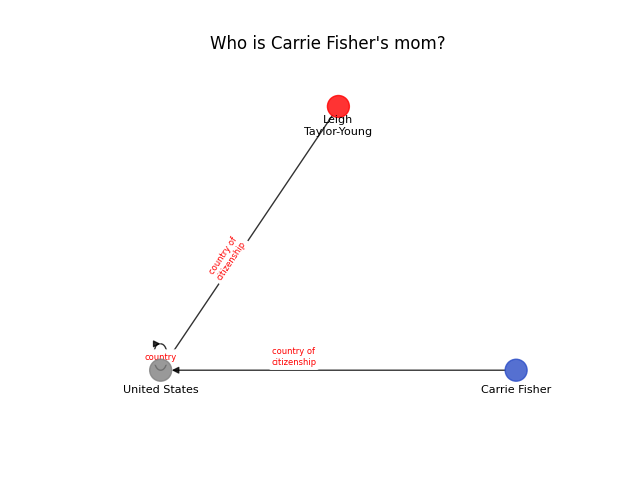 Who is Carrie Fisher's mom?
Leigh
Taylor-Young
country of
citizenship
country
country of
citizenship
United States
Carrie Fisher